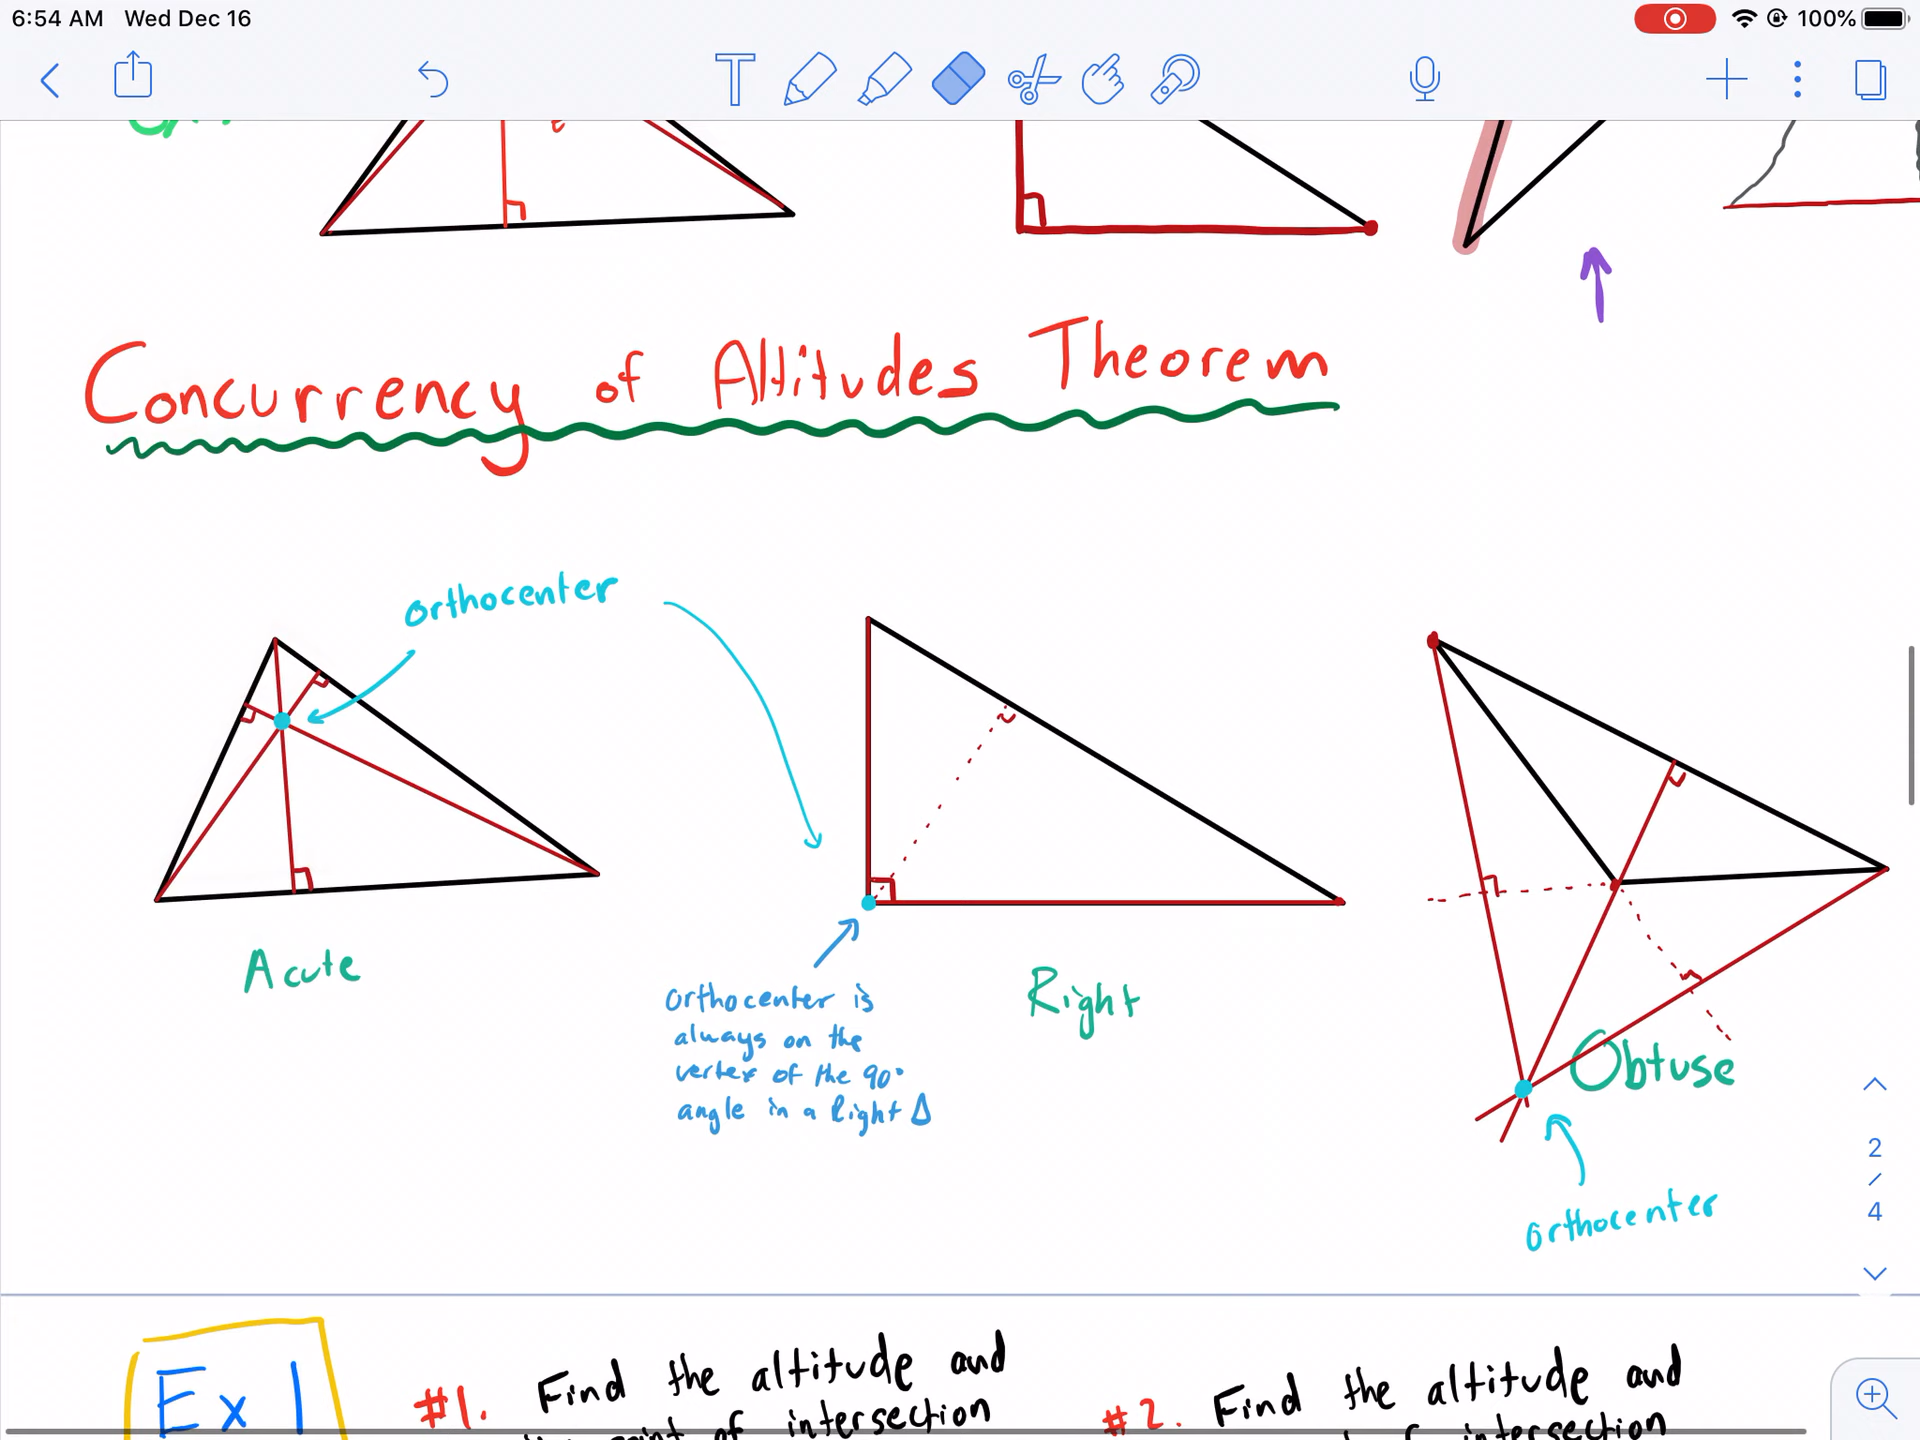 6:54 AM Wed Dec 16
100%
Concurrency of Altitudes Theorem
orthocenter
Acute
Orthocenter is
always on the
vertex of the 90°
angle in a Right Δ
Right
Obtuse
orthocenter
2
/
4
Ex 1
#1. Find the altitude and
point of intersection
#2. Find the altitude and
intersection